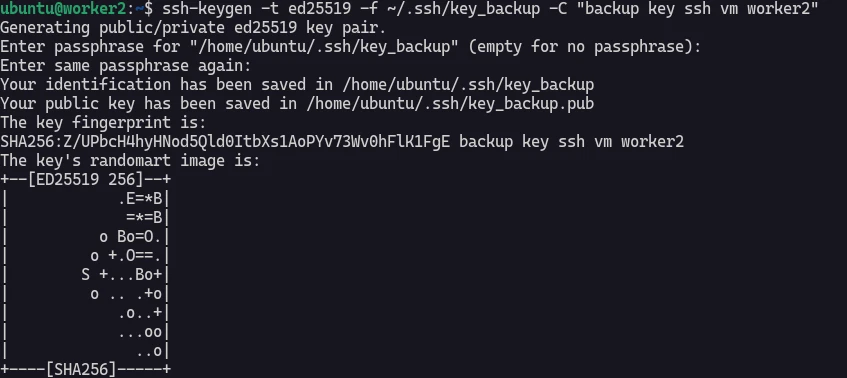 ubuntu@worker2:~$ ssh-keygen -t ed25519 -f ~/.ssh/key_backup -C "backup key ssh vm worker2"
Generating public/private ed25519 key pair.
Enter passphrase for "/home/ubuntu/.ssh/key_backup" (empty for no passphrase):
Enter same passphrase again:
Your identification has been saved in /home/ubuntu/.ssh/key_backup
Your public key has been saved in /home/ubuntu/.ssh/key_backup.pub
The key fingerprint is:
SHA256:Z/UPbcH4hyHNod5Qld0ItbXs1AoPYv73Wv0hFlK1FgE backup key ssh vm worker2
The key's randomart image is:
+--[ED25519 256]--+
|            .E=*B|
|             =*=B|
|          o Bo=O.|
|         o +.O==.|
|        S +...Bo+|
|         o .. .+o|
|            .o..+|
|            ...oo|
|              ..o|
+----[SHA256]-----+